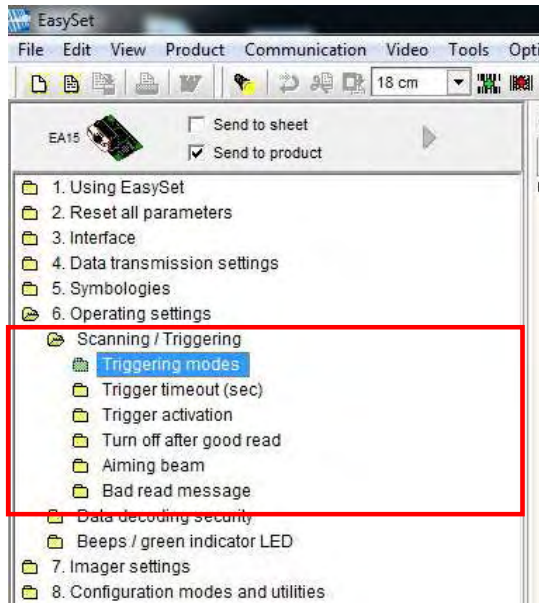 EasySet
File Edit View Product Communication Video Tools Opti
18 cm
EA15
Send to sheet
Send to product
1. Using EasySet
2. Reset all parameters
3. Interface
4. Data transmission settings
5. Symbologies
6. Operating settings
Scanning / Triggering
Triggering modes
Trigger timeout (sec)
Trigger activation
Turn off after good read
Aiming beam
Bad read message
Data decoding security
Beeps / green indicator LED
7. Imager settings
8. Configuration modes and utilities